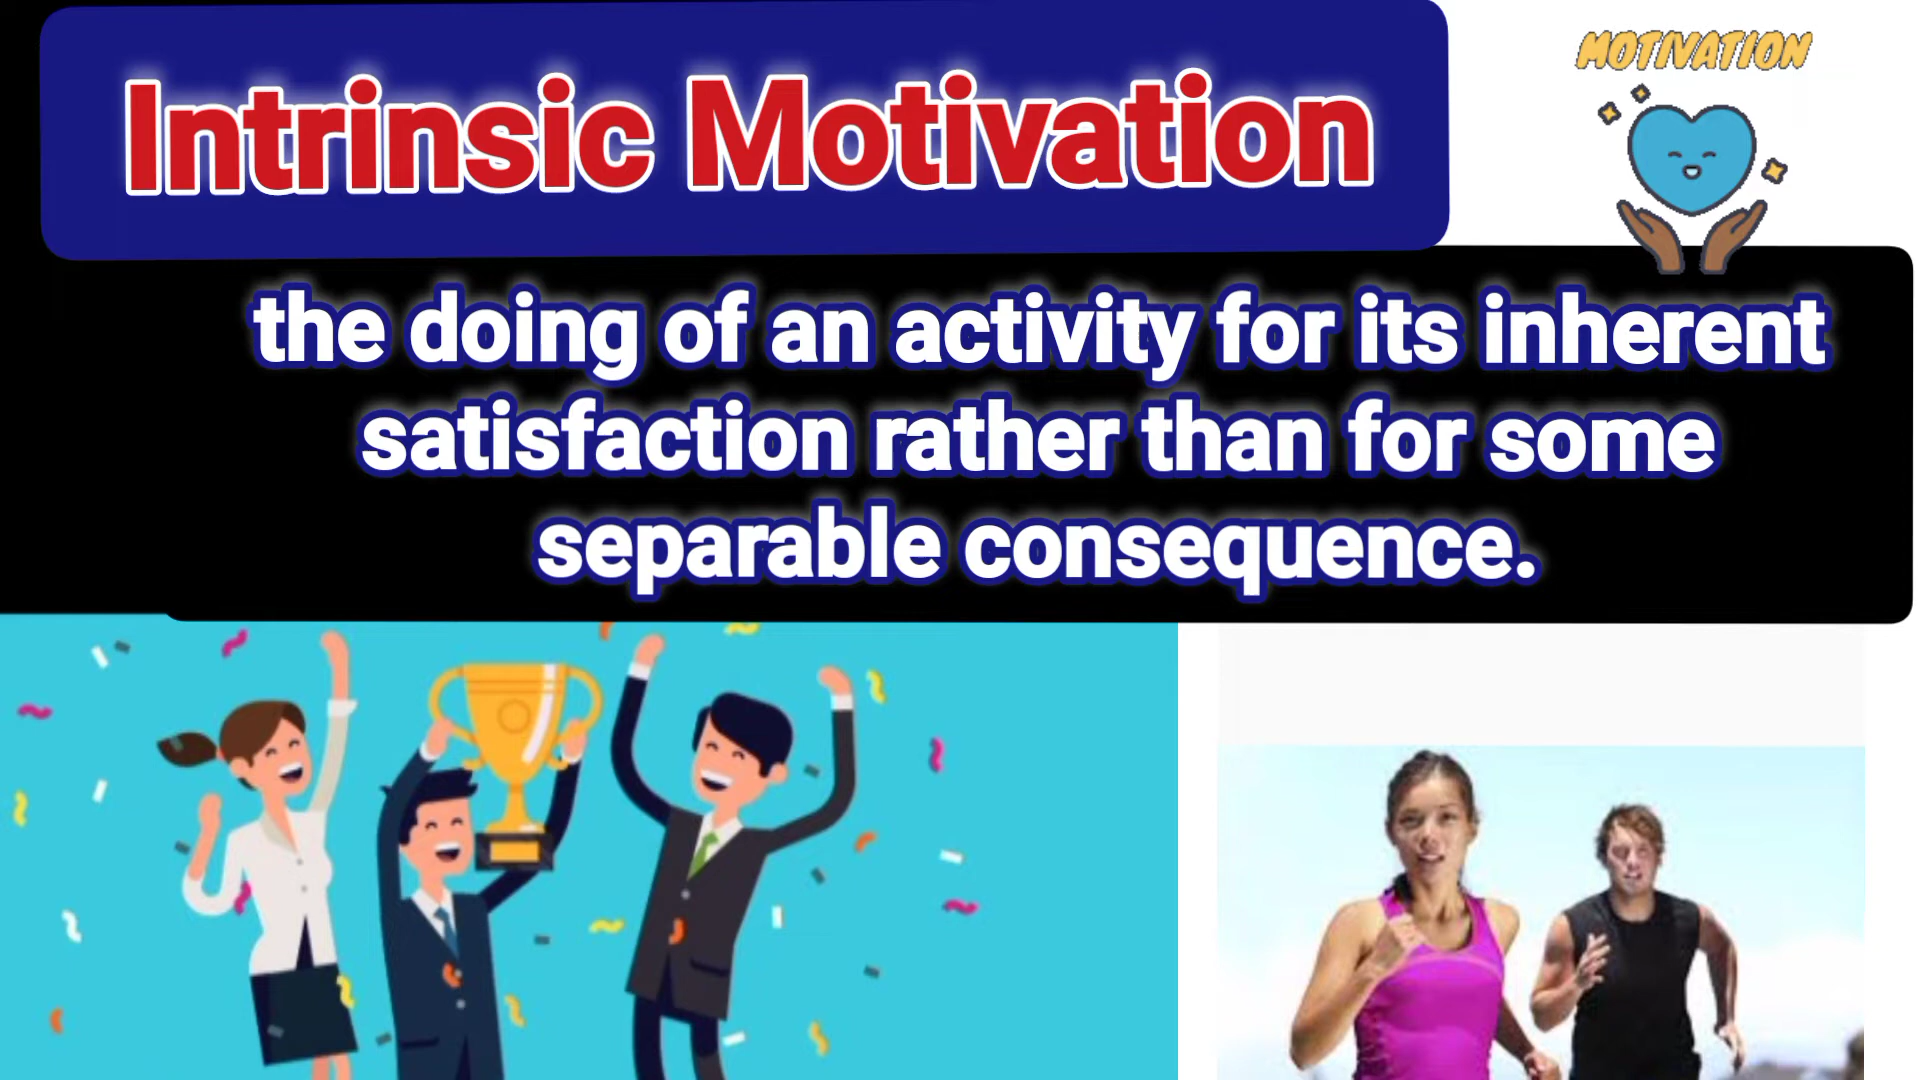 Intrinsic Motivation
MOTIVATION
the doing of an activity for its inherent
satisfaction rather than for some
separable consequence.